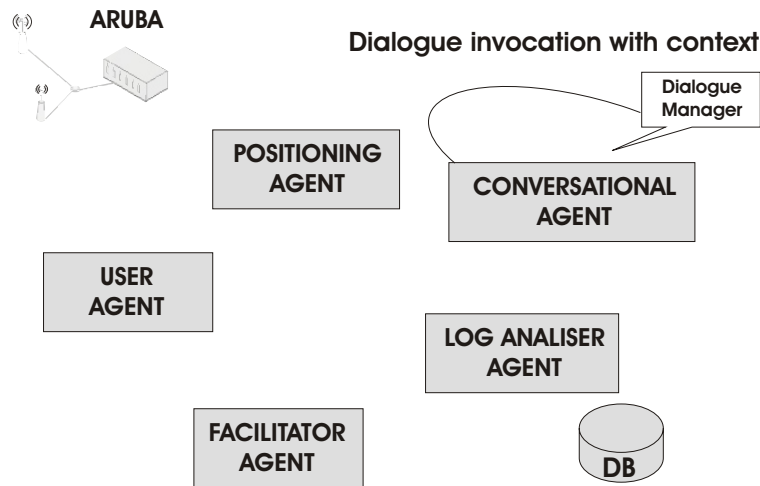 ARUBA
Dialogue invocation with context
Dialogue
Manager
POSITIONING
AGENT
CONVERSATIONAL
AGENT
USER
AGENT
LOG ANALISER
AGENT
FACILITATOR
AGENT
DB